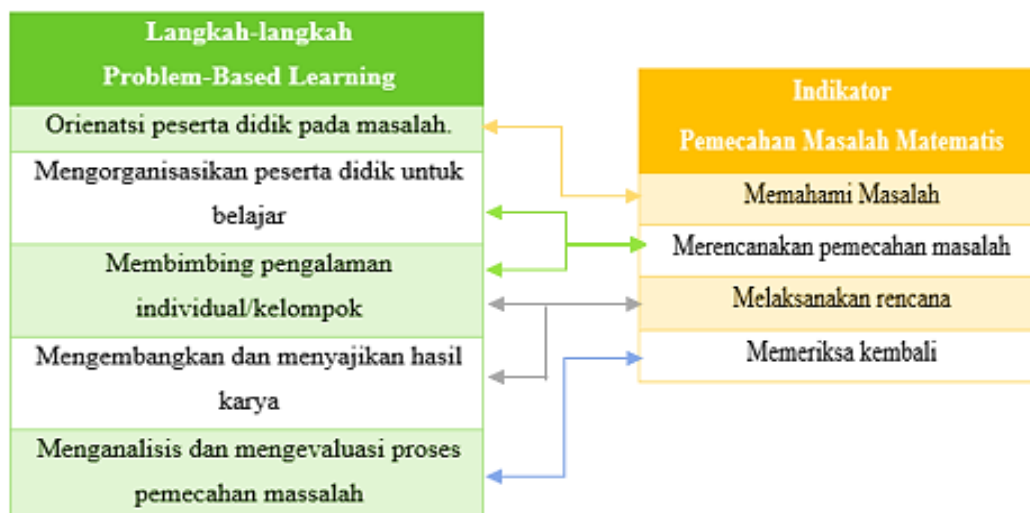 Langkah-langkah
Problem-Based Learning
Orienatsi peserta didik pada masalah.
Mengorganisasikan peserta didik untuk
belajar
Membimbing pengalaman
individual/kelompok
Mengembangkan dan menyajikan hasil
karya
Menganalisis dan mengevaluasi proses
pemecahan massalah
Indikator
Pemecahan Masalah Matematis
Memahami Masalah
Merencanakan pemecahan masalah
Melaksanakan rencana
Memeriksa kembali